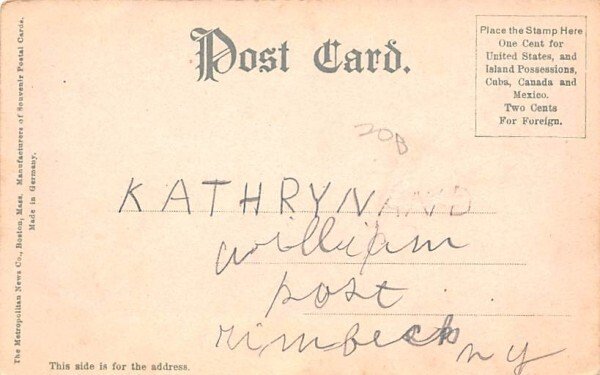 Post Card.
Place the Stamp Here
One Cent for
United States, and
Island Possessions,
Cuba, Canada and
Mexico.
Two Cents
For Foreign.
The Metropolitan News Co., Boston, Mass. Manufacturers of Souvenir Postal Cards.
Made in Germany.
20B
KATHRYN AND
william
post
rimbeck
ny
This side is for the address.